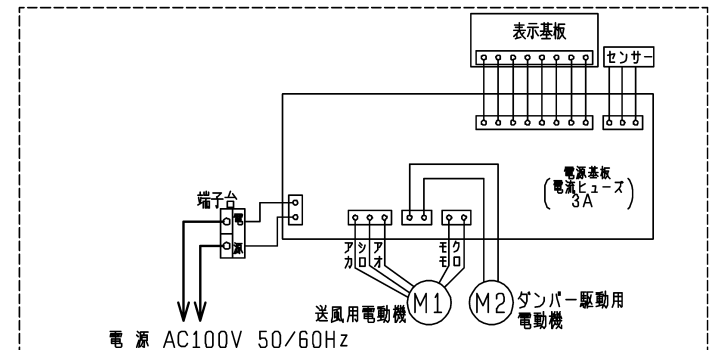 表示基板
センサー
電源基板
(電流ヒューズ
3A)
端子台
電
源
アカ
シロ
アオ
モモ
クロ
送風用電動機
M1
M2
ダンパー駆動用
電動機
電 源 AC100V 50/60Hz